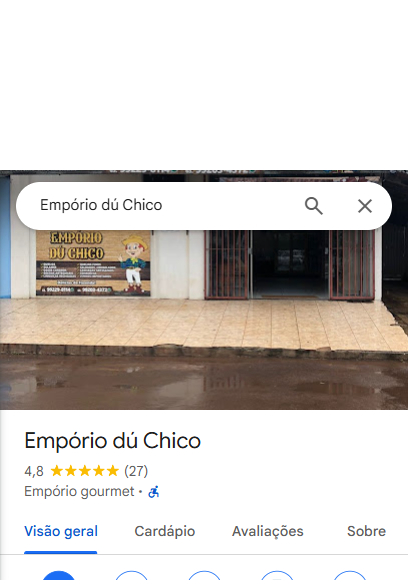 Empório dú Chico
EMPÓRIO
DÚ CHICO
Empório dú Chico
4,8 (27)
Empório gourmet ·
Visão geral Cardápio Avaliações Sobre